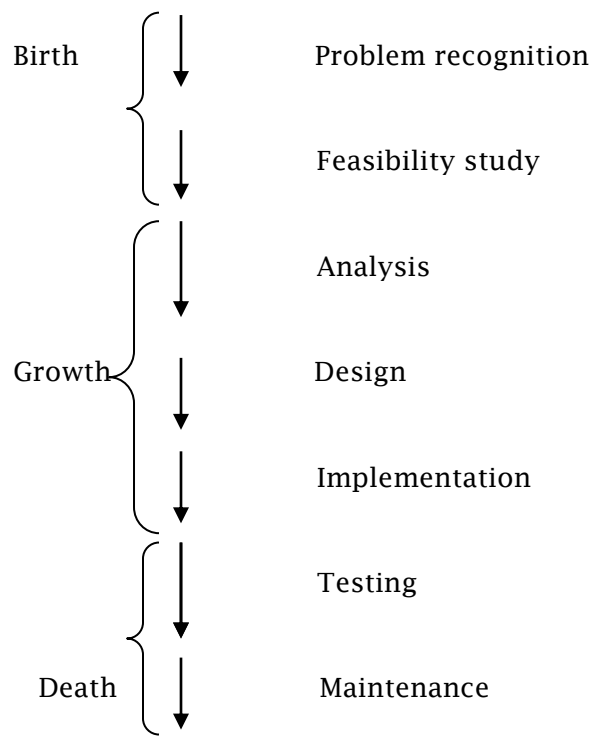 Birth
Problem recognition
Feasibility study
Analysis
Growth
Design
Implementation
Testing
Death
Maintenance